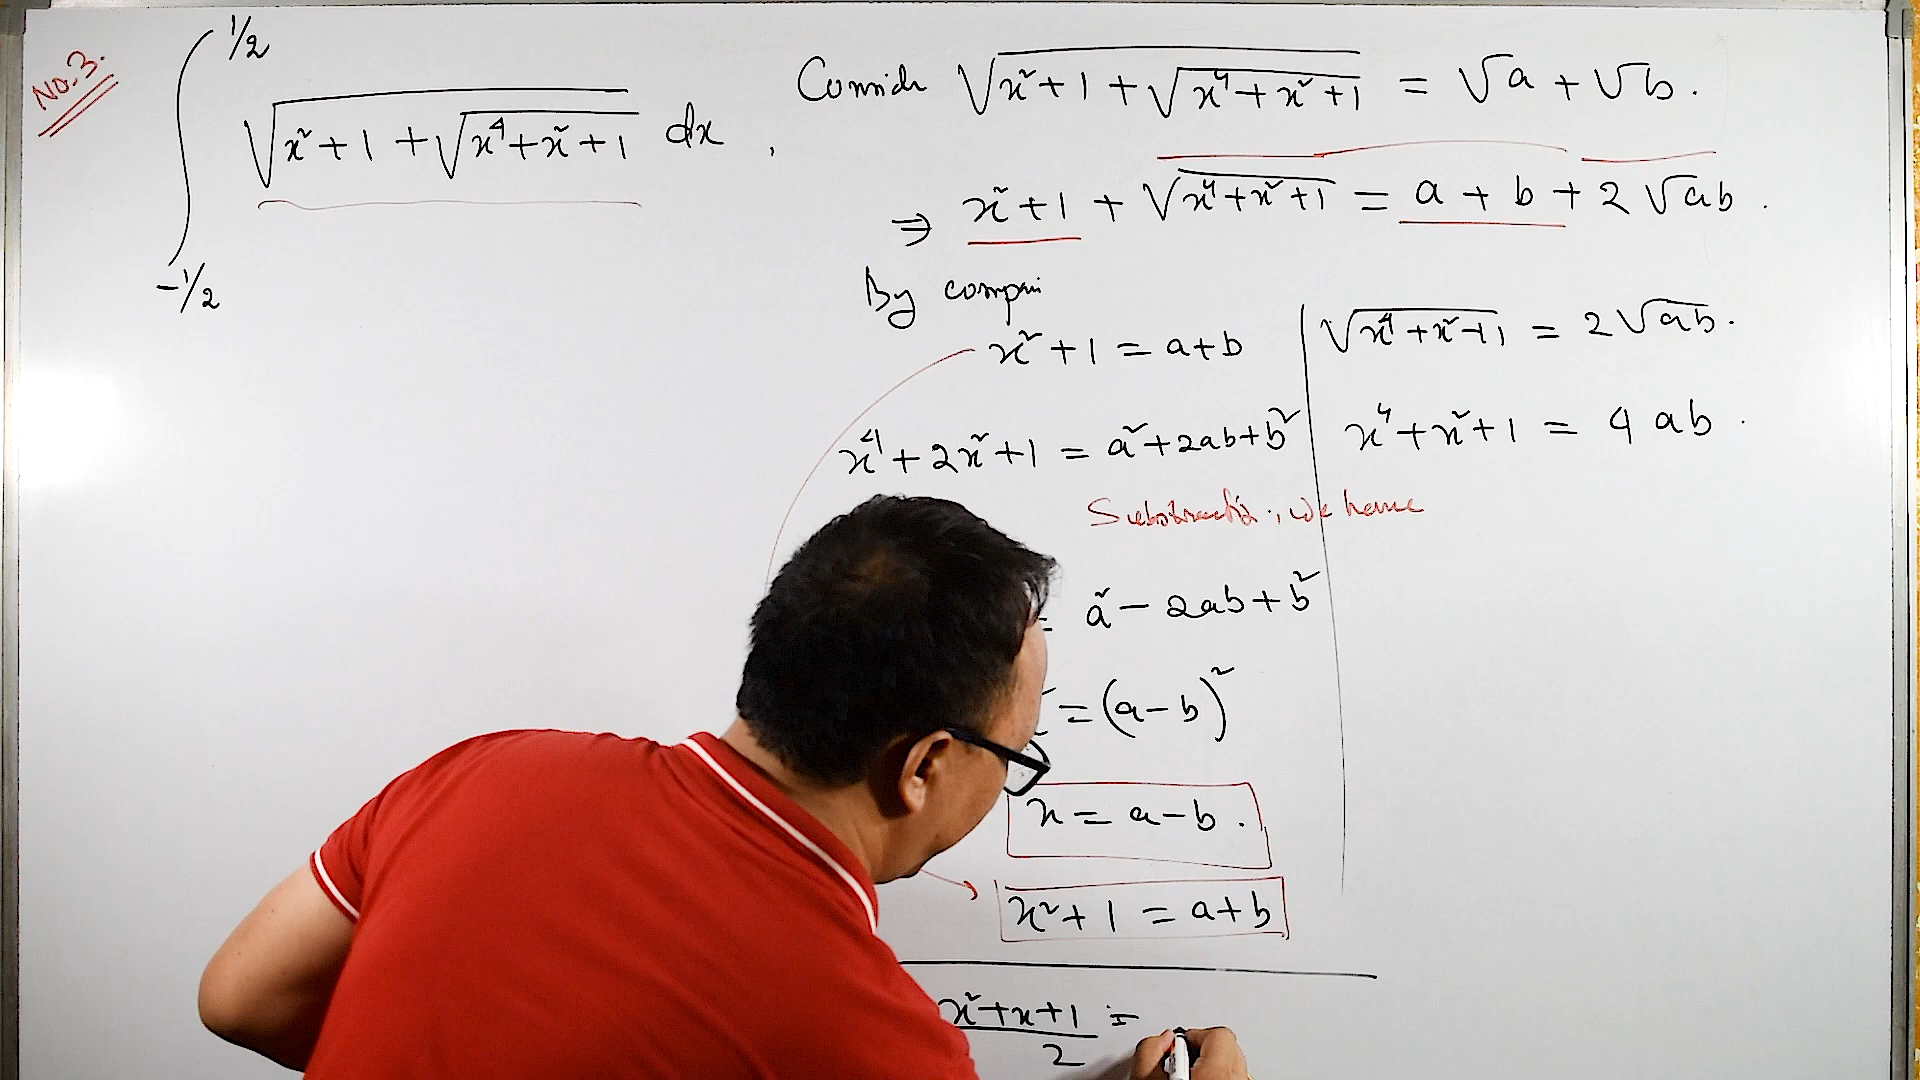 No.3.
∫_{-1/2}^{1/2} √(x²+1+√(x⁴+x²+1)) dx ,
Consider √(x²+1+√(x⁴+x²+1)) = √a + √b .
⇒ x²+1 + √(x⁴+x²+1) = a + b + 2√ab .
By compari
x²+1 = a+b
√(x⁴+x²+1) = 2√ab .
x⁴+2x²+1 = a²+2ab+b²
x⁴+x²+1 = 4ab .
Substracting, we have
= a² - 2ab + b²
= (a-b)²
x = a-b .
x²+1 = a+b
x²+x+1 / 2 =